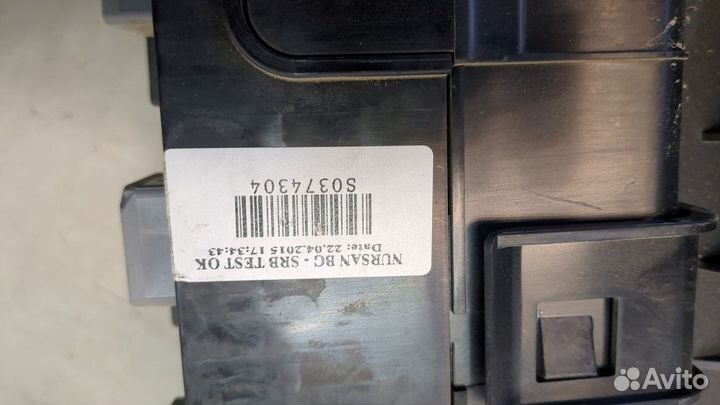 NURSAN BG - SRB TEST OK
Date: 22.04.2015 17:34:43
S0374304
Avito